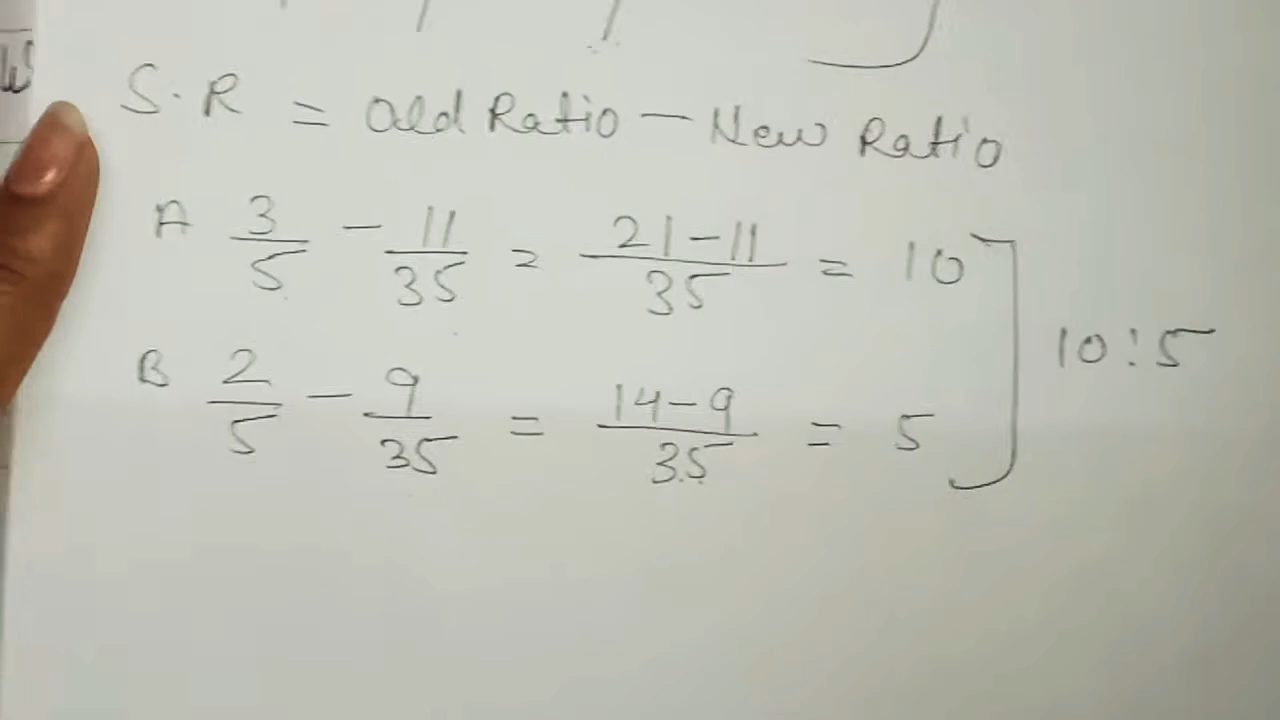 S.R = Old Ratio - New Ratio
A 3/5 - 11/35 = 21-11/35 = 10
10:5
B 2/5 - 9/35 = 14-9/35 = 5